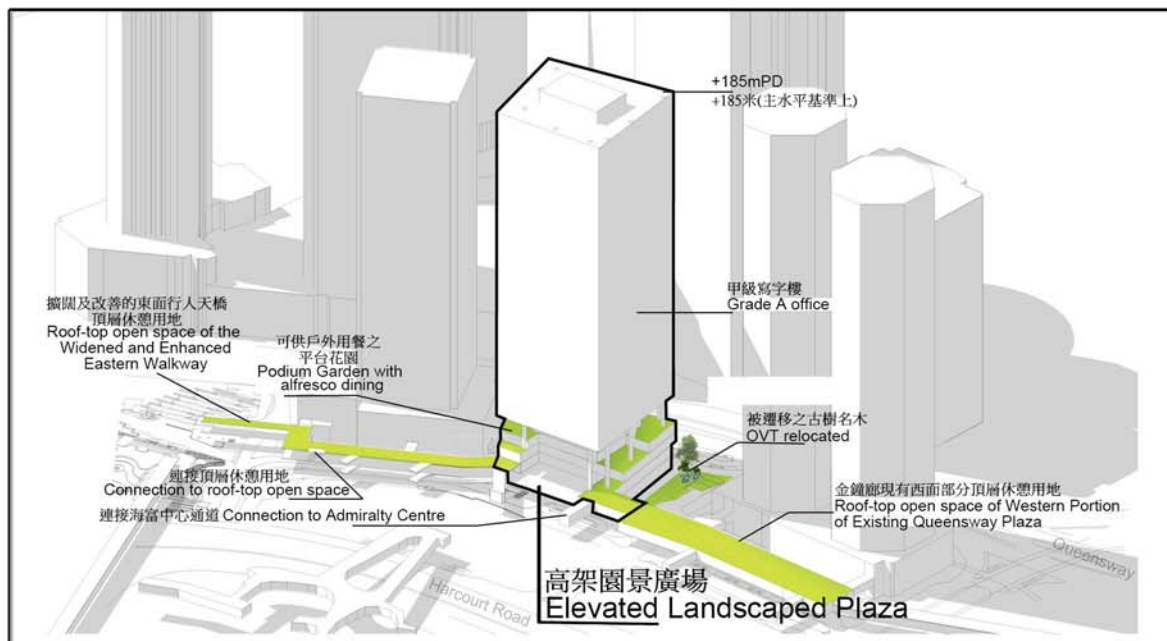 +185mPD
+185米(主水平基準上)
甲級寫字樓
Grade A office
擴闊及改善的東面行人天橋
頂層休憩用地
Roof-top open space of the
Widened and Enhanced
Eastern Walkway
可供戶外用餐之
平台花園
Podium Garden with
alfresco dining
被遷移之古樹名木
OVT relocated
連接頂層休憩用地
Connection to roof-top open space
連接海富中心通道 Connection to Admiralty Centre
金鐘廊現有西面部分頂層休憩用地
Roof-top open space of Western Portion
of Existing Queensway Plaza
Queensway
Harcourt Road
高架園景廣場
Elevated Landscaped Plaza